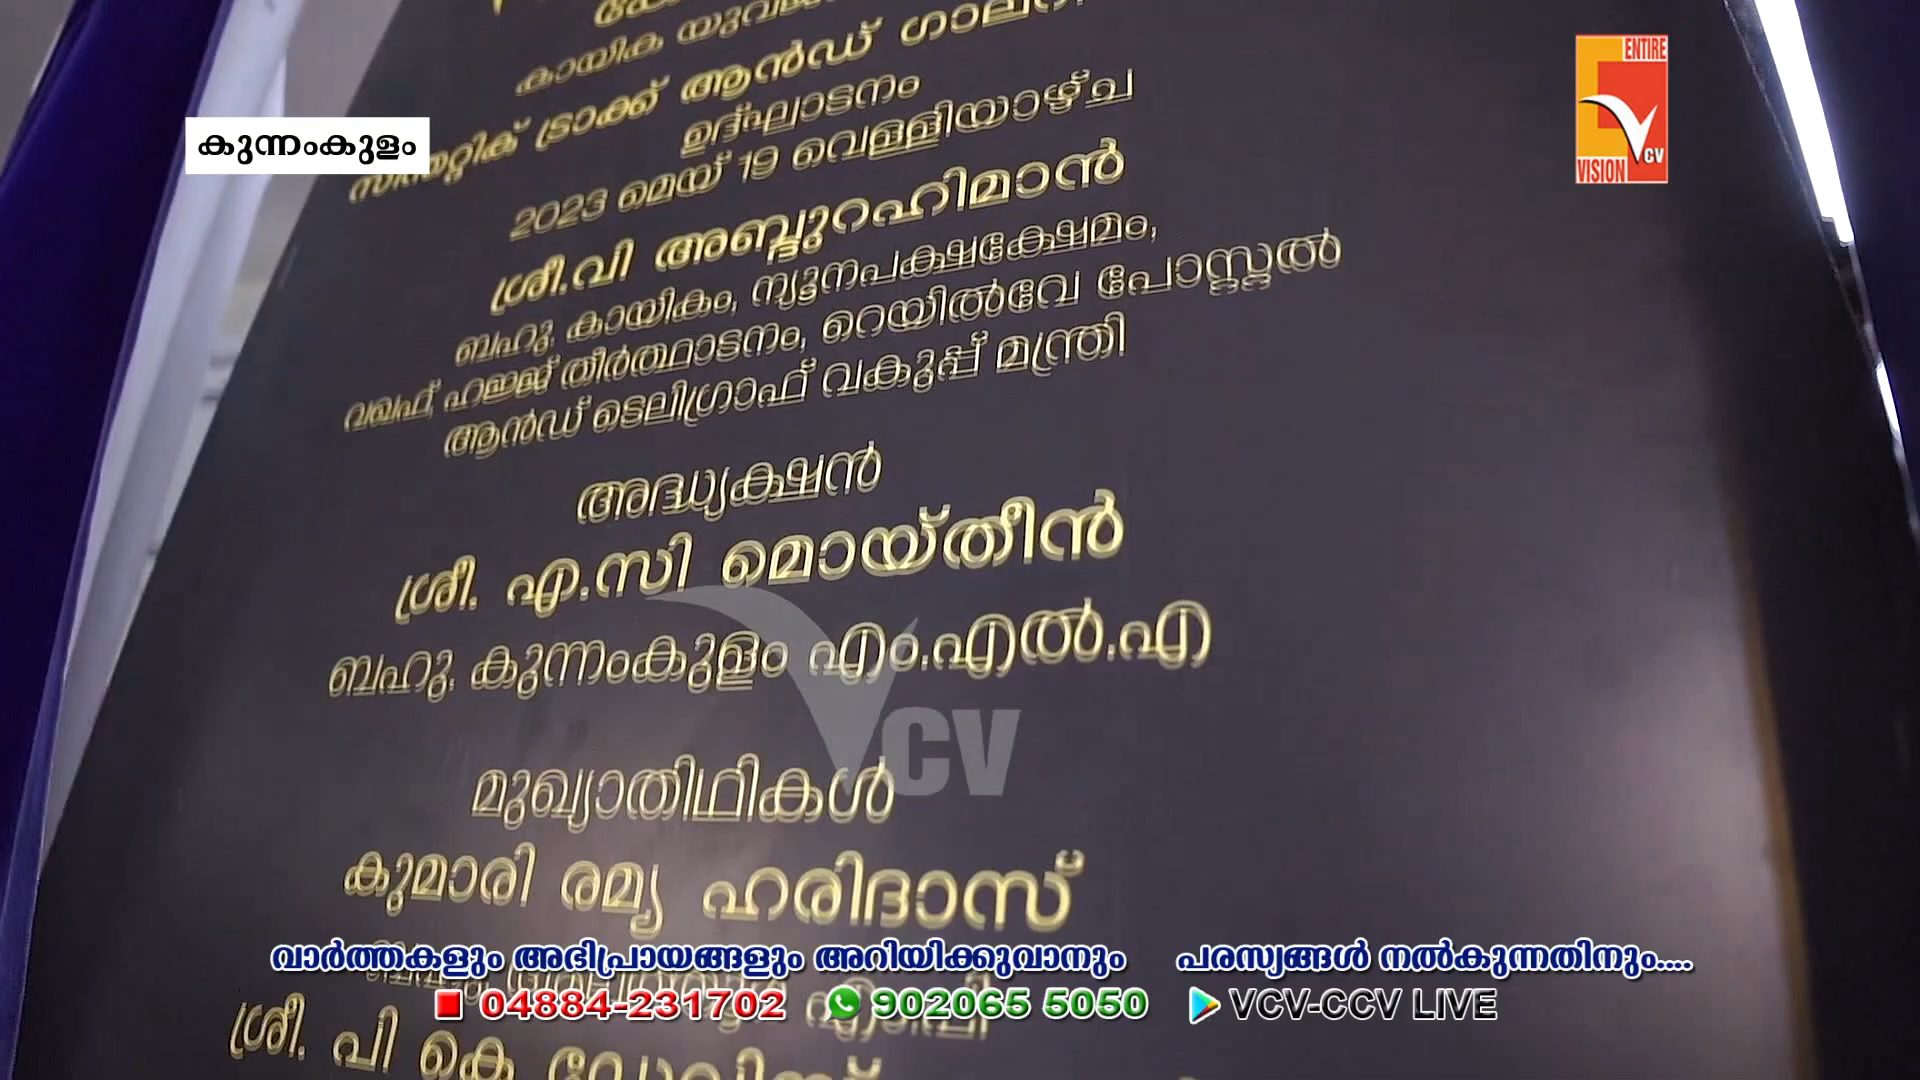 കായിക യുവജന
സിന്തറ്റിക് ട്രാക്ക് ആൻഡ് ഗാലറി
ഉദ്ഘാടനം
2023 മെയ് 19 വെള്ളിയാഴ്ച
ശ്രീ.വി അബ്ദുറഹിമാൻ
ബഹു. കായികം, ന്യൂനപക്ഷക്ഷേമം,
വഖഫ്, ഹജ്ജ് തീർത്ഥാടനം, റെയിൽവേ പോസ്റ്റൽ
ആൻഡ് ടെലിഗ്രാഫ് വകുപ്പ് മന്ത്രി
അദ്ധ്യക്ഷൻ
ശ്രീ. എ.സി മൊയ്തീൻ
ബഹു. കുന്നംകുളം എം.എൽ.എ
മുഖ്യാതിഥികൾ
കുമാരി രമ്യ ഹരിദാസ്
എംപി
ശ്രീ. പി കെ ഡേവിസ്
കുന്നംകുളം
ENTIRE
VCV
VISION
VCV
വാർത്തകളും അഭിപ്രായങ്ങളും അറിയിക്കുവാനും പരസ്യങ്ങൾ നൽകുന്നതിനും....
04884-231702 902065 5050 VCV-CCV LIVE